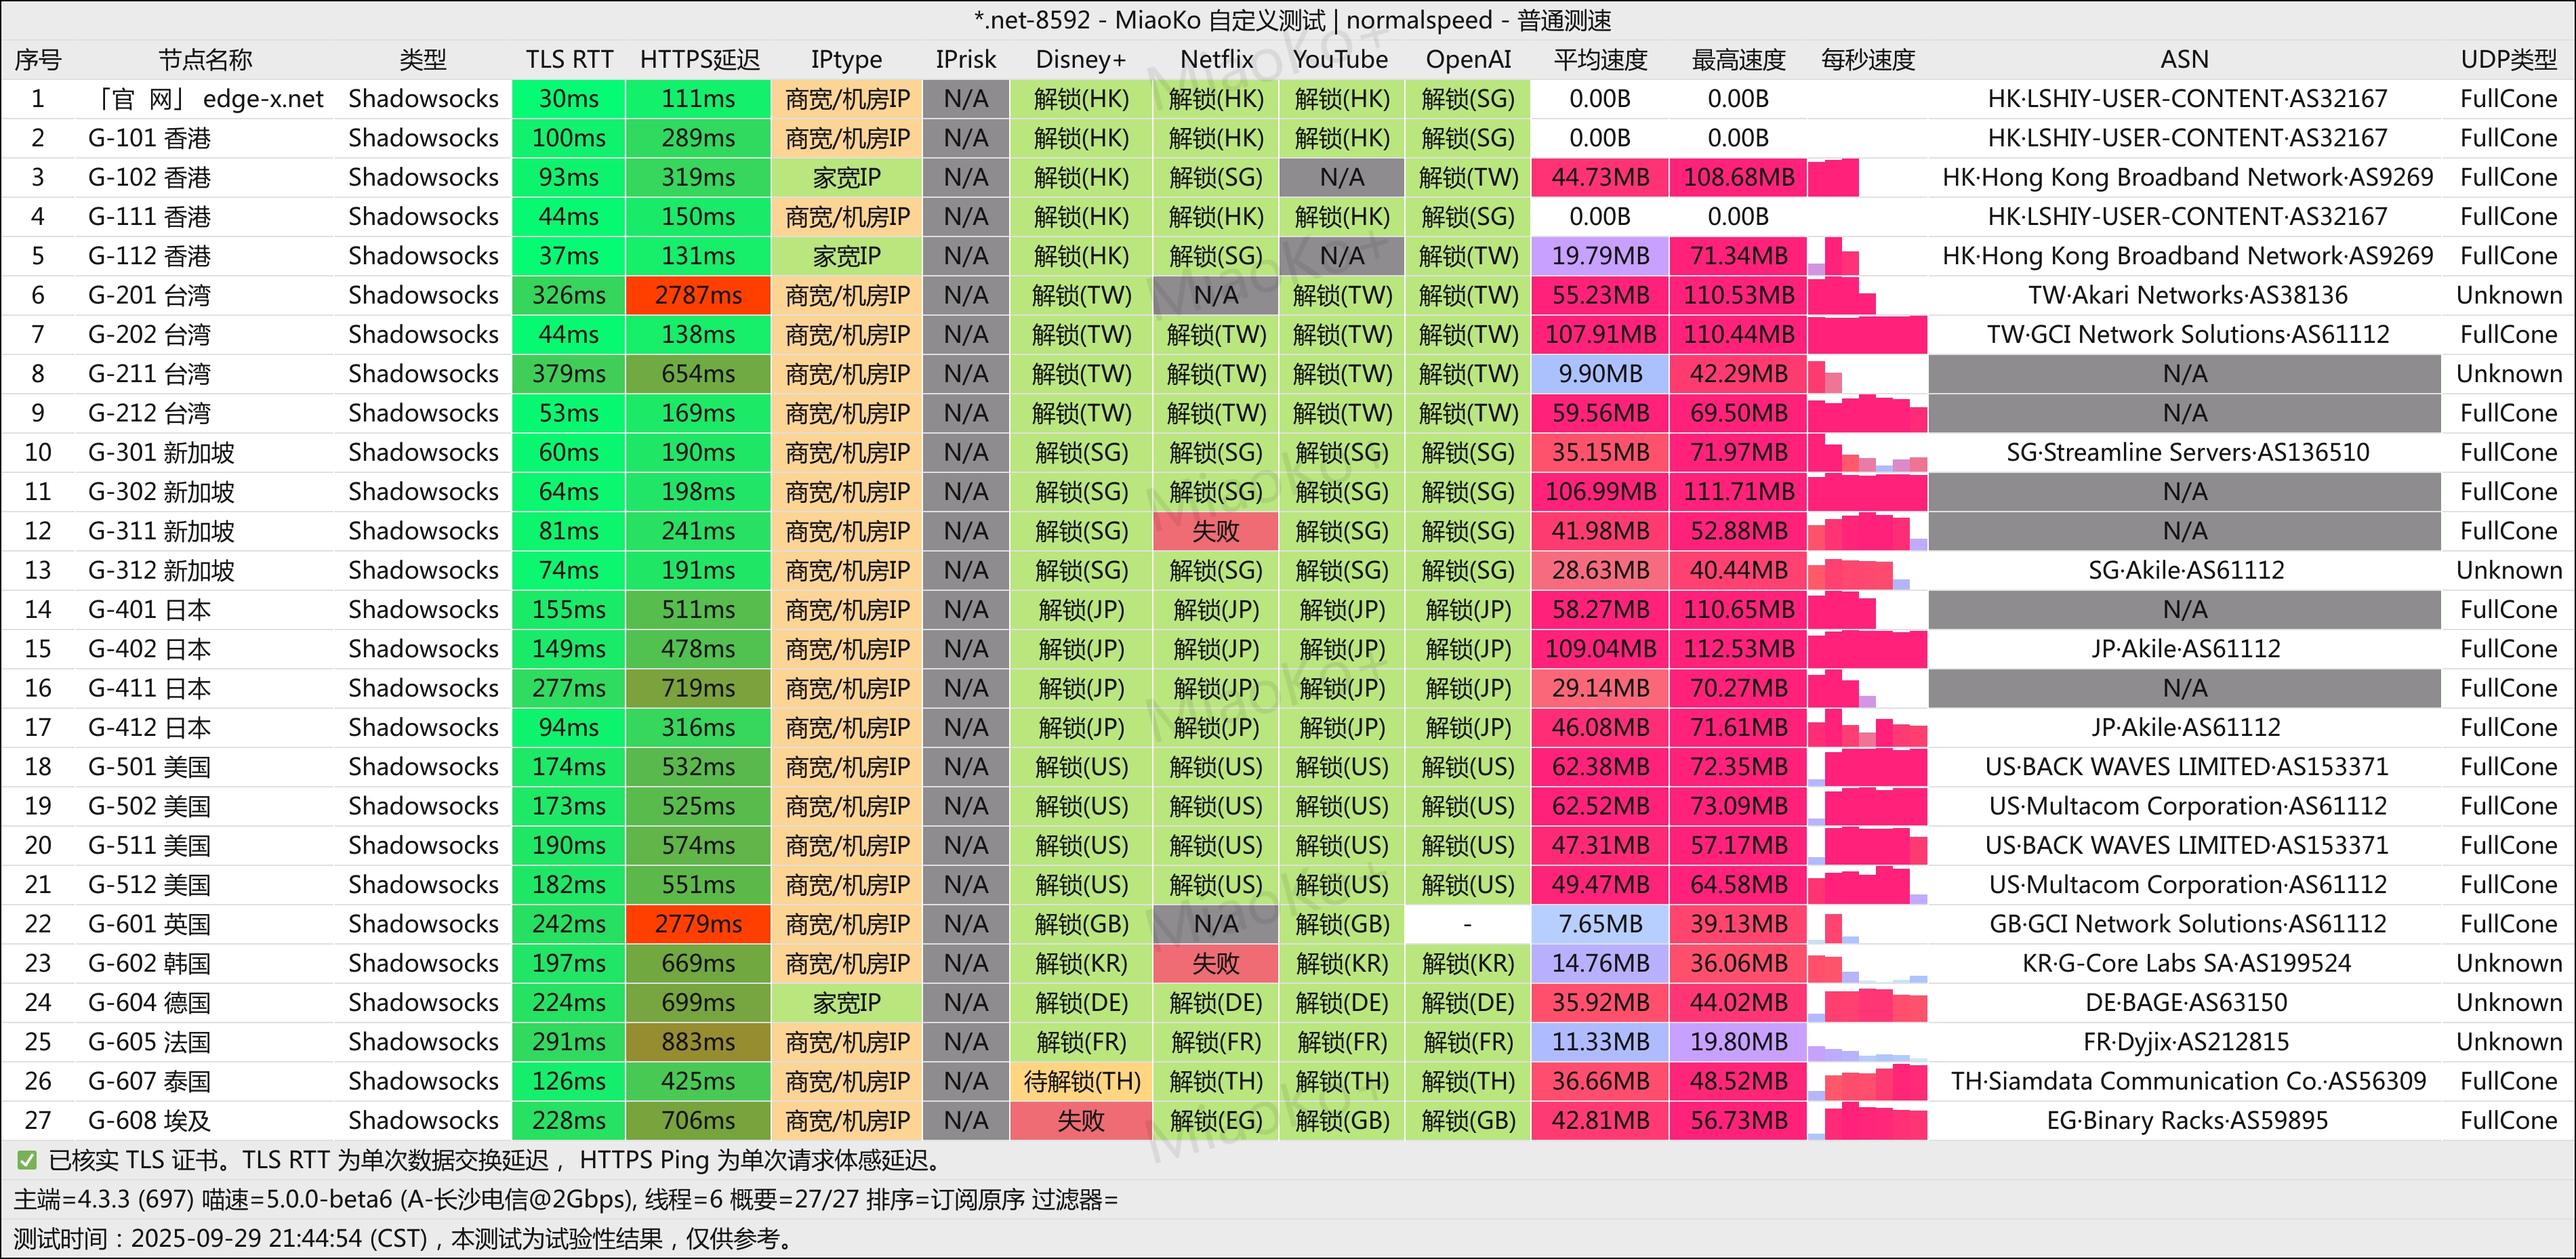 *.net-8592 - MiaoKo 自定义测试 | normalspeed - 普通测速
序号 节点名称 类型 TLS RTT HTTPS延迟 IPtype IPrisk Disney+ Netflix YouTube OpenAI 平均速度 最高速度 每秒速度 ASN UDP类型
1 「官 网」 edge-x.net Shadowsocks 30ms 111ms 商宽/机房IP N/A 解锁(HK) 解锁(HK) 解锁(HK) 解锁(SG) 0.00B 0.00B HK·LSHIY-USER-CONTENT·AS32167 FullCone
2 G-101 香港 Shadowsocks 100ms 289ms 商宽/机房IP N/A 解锁(HK) 解锁(HK) 解锁(HK) 解锁(SG) 0.00B 0.00B HK·LSHIY-USER-CONTENT·AS32167 FullCone
3 G-102 香港 Shadowsocks 93ms 319ms 家宽IP N/A 解锁(HK) 解锁(SG) N/A 解锁(TW) 44.73MB 108.68MB HK·Hong Kong Broadband Network·AS9269 FullCone
4 G-111 香港 Shadowsocks 44ms 150ms 商宽/机房IP N/A 解锁(HK) 解锁(HK) 解锁(HK) 解锁(SG) 0.00B 0.00B HK·LSHIY-USER-CONTENT·AS32167 FullCone
5 G-112 香港 Shadowsocks 37ms 131ms 家宽IP N/A 解锁(HK) 解锁(SG) N/A 解锁(TW) 19.79MB 71.34MB HK·Hong Kong Broadband Network·AS9269 FullCone
6 G-201 台湾 Shadowsocks 326ms 2787ms 商宽/机房IP N/A 解锁(TW) N/A 解锁(TW) 解锁(TW) 55.23MB 110.53MB TW·Akari Networks·AS38136 Unknown
7 G-202 台湾 Shadowsocks 44ms 138ms 商宽/机房IP N/A 解锁(TW) 解锁(TW) 解锁(TW) 解锁(TW) 107.91MB 110.44MB TW·GCI Network Solutions·AS61112 FullCone
8 G-211 台湾 Shadowsocks 379ms 654ms 商宽/机房IP N/A 解锁(TW) 解锁(TW) 解锁(TW) 解锁(TW) 9.90MB 42.29MB N/A Unknown
9 G-212 台湾 Shadowsocks 53ms 169ms 商宽/机房IP N/A 解锁(TW) 解锁(TW) 解锁(TW) 解锁(TW) 59.56MB 69.50MB N/A FullCone
10 G-301 新加坡 Shadowsocks 60ms 190ms 商宽/机房IP N/A 解锁(SG) 解锁(SG) 解锁(SG) 解锁(SG) 35.15MB 71.97MB SG·Streamline Servers·AS136510 FullCone
11 G-302 新加坡 Shadowsocks 64ms 198ms 商宽/机房IP N/A 解锁(SG) 解锁(SG) 解锁(SG) 解锁(SG) 106.99MB 111.71MB N/A FullCone
12 G-311 新加坡 Shadowsocks 81ms 241ms 商宽/机房IP N/A 解锁(SG) 失败 解锁(SG) 解锁(SG) 41.98MB 52.88MB N/A FullCone
13 G-312 新加坡 Shadowsocks 74ms 191ms 商宽/机房IP N/A 解锁(SG) 解锁(SG) 解锁(SG) 解锁(SG) 28.63MB 40.44MB SG·Akile·AS61112 Unknown
14 G-401 日本 Shadowsocks 155ms 511ms 商宽/机房IP N/A 解锁(JP) 解锁(JP) 解锁(JP) 解锁(JP) 58.27MB 110.65MB N/A FullCone
15 G-402 日本 Shadowsocks 149ms 478ms 商宽/机房IP N/A 解锁(JP) 解锁(JP) 解锁(JP) 解锁(JP) 109.04MB 112.53MB JP·Akile·AS61112 FullCone
16 G-411 日本 Shadowsocks 277ms 719ms 商宽/机房IP N/A 解锁(JP) 解锁(JP) 解锁(JP) 解锁(JP) 29.14MB 70.27MB N/A FullCone
17 G-412 日本 Shadowsocks 94ms 316ms 商宽/机房IP N/A 解锁(JP) 解锁(JP) 解锁(JP) 解锁(JP) 46.08MB 71.61MB JP·Akile·AS61112 FullCone
18 G-501 美国 Shadowsocks 174ms 532ms 商宽/机房IP N/A 解锁(US) 解锁(US) 解锁(US) 解锁(US) 62.38MB 72.35MB US·BACK WAVES LIMITED·AS153371 FullCone
19 G-502 美国 Shadowsocks 173ms 525ms 商宽/机房IP N/A 解锁(US) 解锁(US) 解锁(US) 解锁(US) 62.52MB 73.09MB US·Multacom Corporation·AS61112 FullCone
20 G-511 美国 Shadowsocks 190ms 574ms 商宽/机房IP N/A 解锁(US) 解锁(US) 解锁(US) 解锁(US) 47.31MB 57.17MB US·BACK WAVES LIMITED·AS153371 FullCone
21 G-512 美国 Shadowsocks 182ms 551ms 商宽/机房IP N/A 解锁(US) 解锁(US) 解锁(US) 解锁(US) 49.47MB 64.58MB US·Multacom Corporation·AS61112 FullCone
22 G-601 英国 Shadowsocks 242ms 2779ms 商宽/机房IP N/A 解锁(GB) N/A 解锁(GB) - 7.65MB 39.13MB GB·GCI Network Solutions·AS61112 FullCone
23 G-602 韩国 Shadowsocks 197ms 669ms 商宽/机房IP N/A 解锁(KR) 失败 解锁(KR) 解锁(KR) 14.76MB 36.06MB KR·G-Core Labs SA·AS199524 Unknown
24 G-604 德国 Shadowsocks 224ms 699ms 家宽IP N/A 解锁(DE) 解锁(DE) 解锁(DE) 解锁(DE) 35.92MB 44.02MB DE·BAGE·AS63150 Unknown
25 G-605 法国 Shadowsocks 291ms 883ms 商宽/机房IP N/A 解锁(FR) 解锁(FR) 解锁(FR) 解锁(FR) 11.33MB 19.80MB FR·Dyjix·AS212815 Unknown
26 G-607 泰国 Shadowsocks 126ms 425ms 商宽/机房IP N/A 待解锁(TH) 解锁(TH) 解锁(TH) 解锁(TH) 36.66MB 48.52MB TH·Siamdata Communication Co.·AS56309 FullCone
27 G-608 埃及 Shadowsocks 228ms 706ms 商宽/机房IP N/A 失败 解锁(EG) 解锁(GB) 解锁(GB) 42.81MB 56.73MB EG·Binary Racks·AS59895 FullCone
✅ 已核实 TLS 证书。TLS RTT 为单次数据交换延迟， HTTPS Ping 为单次请求体感延迟。
主端=4.3.3 (697) 喵速=5.0.0-beta6 (A-长沙电信@2Gbps), 线程=6 概要=27/27 排序=订阅原序 过滤器=
测试时间：2025-09-29 21:44:54 (CST)，本测试为试验性结果，仅供参考。
MiaoKo+
MiaoKo+
MiaoKo+
MiaoKo+
MiaoKo+
MiaoKo+